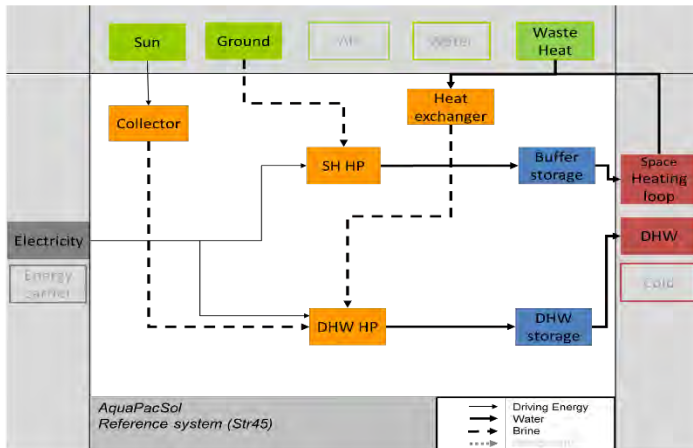 Sun
Ground
Air
Water
Waste
Heat
Collector
Heat
exchanger
SH HP
Buffer
storage
Space
Heating
loop
Electricity
DHW
Energy
carrier
Cold
DHW HP
DHW
storage
AquaPacSol
Reference system (Str45)
Driving Energy
Water
Brine